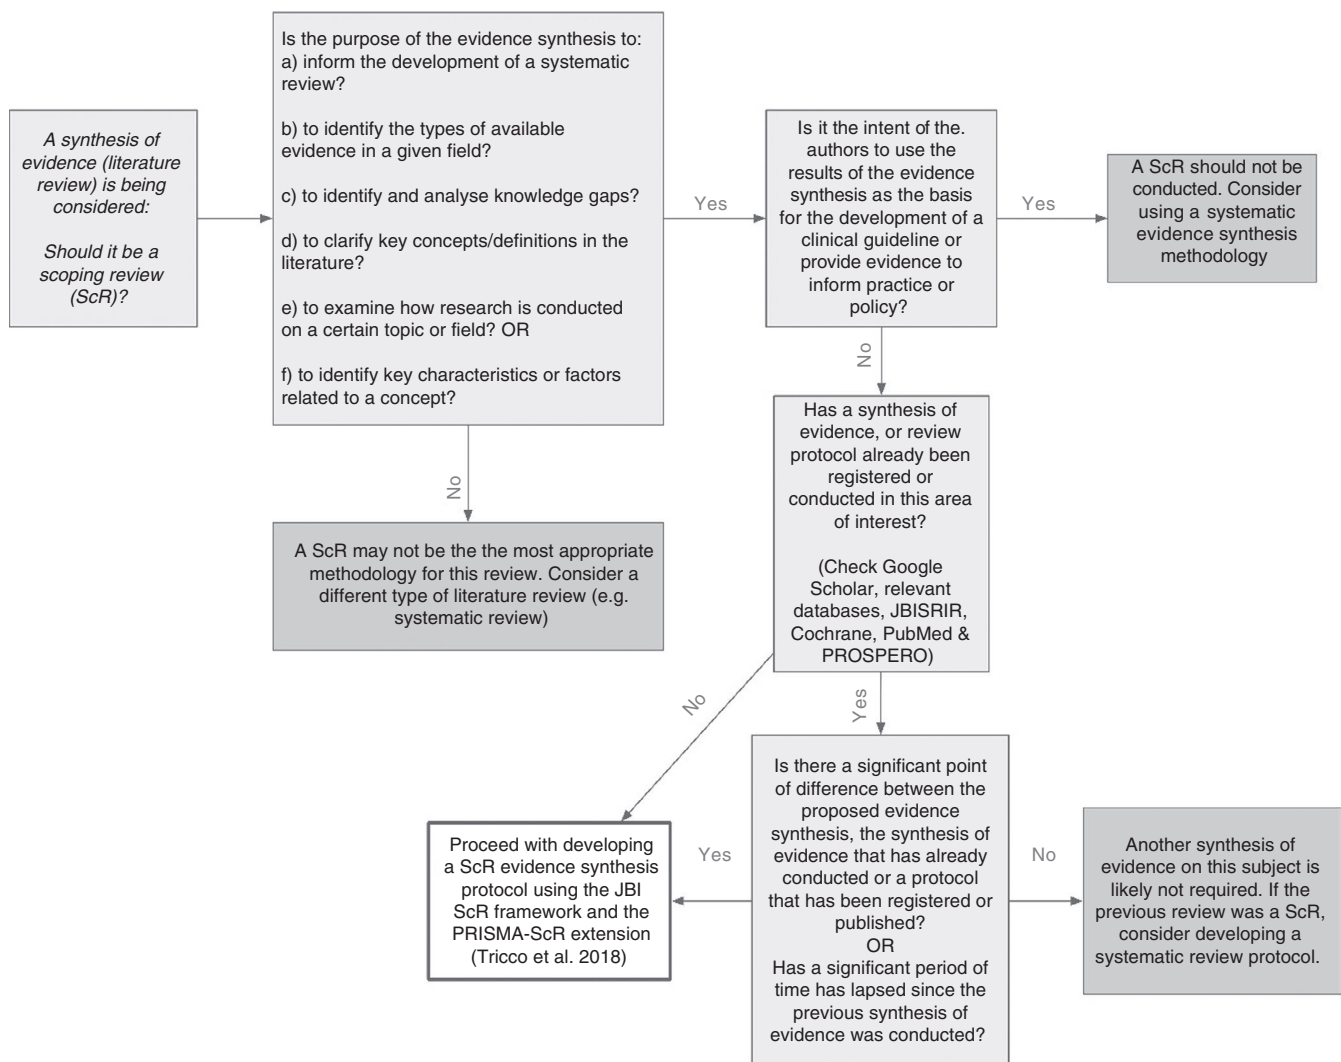 A synthesis of
evidence (literature
review) is being
considered:
Should it be a
scoping review
(ScR)?
Is the purpose of the evidence synthesis to:
a) inform the development of a systematic
review?
b) to identify the types of available
evidence in a given field?
c) to identify and analyse knowledge gaps?
d) to clarify key concepts/definitions in the
literature?
e) to examine how research is conducted
on a certain topic or field? OR
f) to identify key characteristics or factors
related to a concept?
Yes
Is it the intent of the.
authors to use the
results of the evidence
synthesis as the basis
for the development of a
clinical guideline or
provide evidence to
inform practice or
policy?
Yes
A ScR should not be
conducted. Consider
using a systematic
evidence synthesis
methodology
No
A ScR may not be the the most appropriate
methodology for this review. Consider a
different type of literature review (e.g.
systematic review)
No
Has a synthesis of
evidence, or review
protocol already been
registered or
conducted in this area
of interest?
(Check Google
Scholar, relevant
databases, JBISRIR,
Cochrane, PubMed &
PROSPERO)
No
Yes
Proceed with developing
a ScR evidence synthesis
protocol using the JBI
ScR framework and the
PRISMA-ScR extension
(Tricco et al. 2018)
Yes
Is there a significant point
of difference between the
proposed evidence
synthesis, the synthesis of
evidence that has already
conducted or a protocol
that has been registered or
published?
OR
Has a significant period of
time has lapsed since the
previous synthesis of
evidence was conducted?
No
Another synthesis of
evidence on this subject is
likely not required. If the
previous review was a ScR,
consider developing a
systematic review protocol.